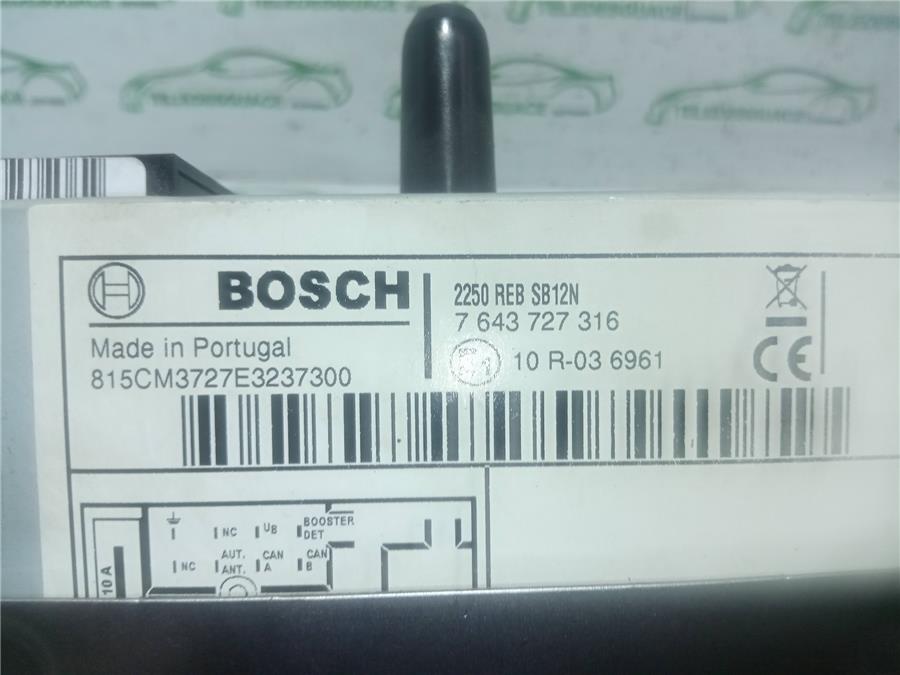 BOSCH
Made in Portugal
815CM3727E3237300
2250 REB SB12N
7 643 727 316
10 R-03 6961
CE
NC
UB
BOOSTER
DET
NC
AUT.
ANT.
CAN
A
CAN
B
10 A